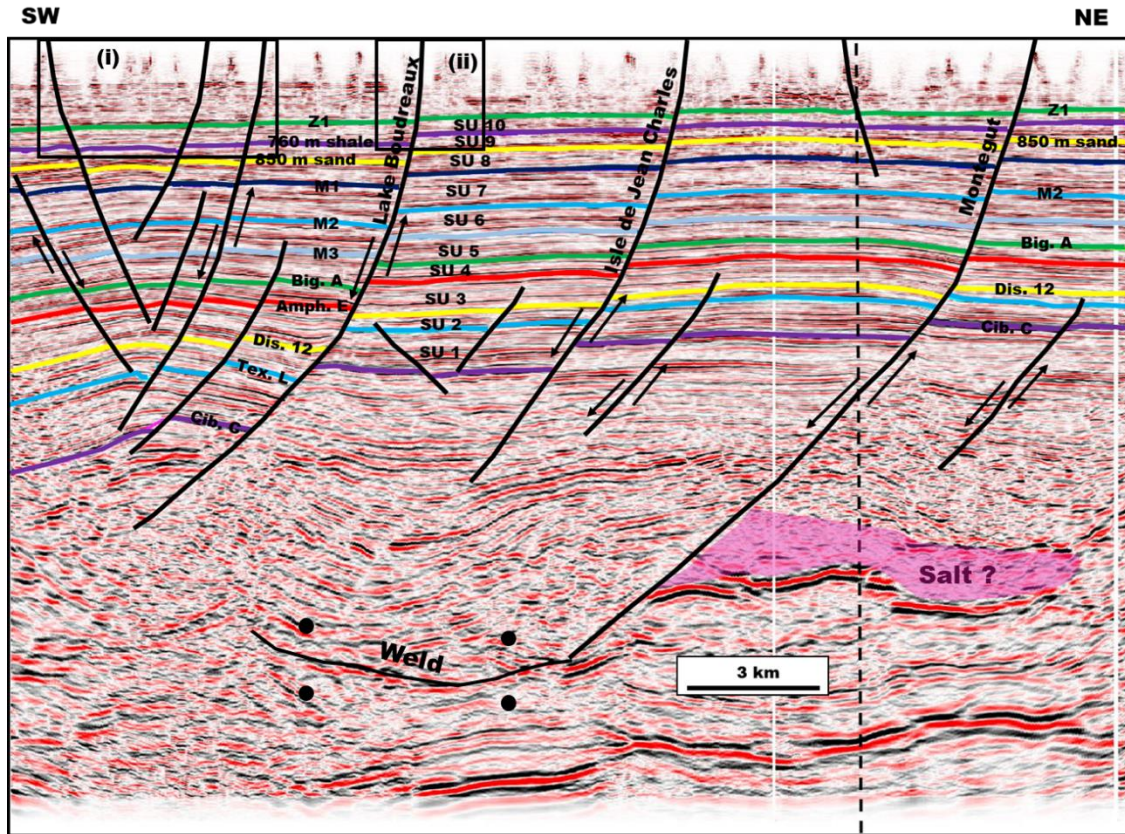 SW
NE
(i)
(ii)
Lake Boudreaux
Isle de Jean Charles
Montegut
Z1
SU 10
Z1
760 m shale
SU 9
850 m sand
850 m sand
SU 8
M1
SU 7
M2
M2
SU 6
M3
SU 5
Big. A
Big. A
SU 4
Amph. E
SU 3
Dis. 12
SU 2
Cib. C
Dis. 12
SU 1
Tex. L
Cib. C
Salt ?
Weld
3 km